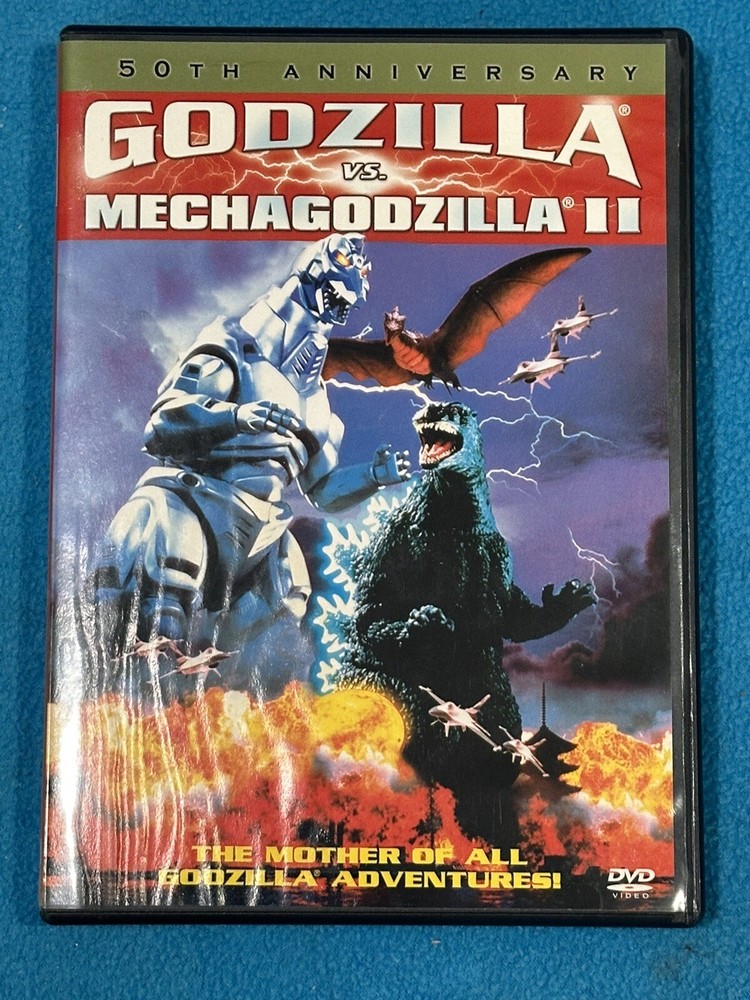 50TH ANNIVERSARY
GODZILLA®
VS.
MECHAGODZILLA® II
THE MOTHER OF ALL
GODZILLA® ADVENTURES!
DVD
VIDEO